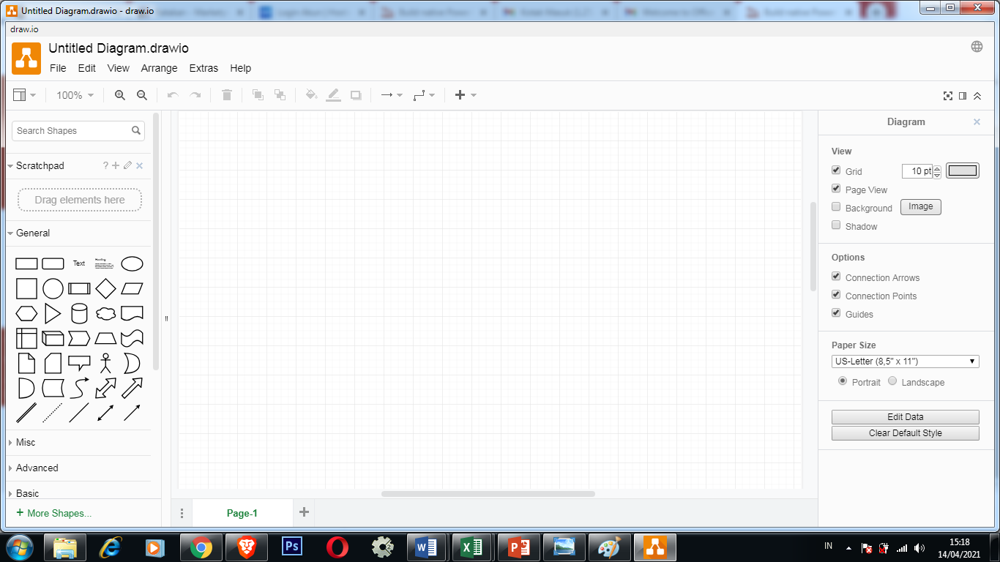 Untitled Diagram.drawio - draw.io
draw.io
Untitled Diagram.drawio
File Edit View Arrange Extras Help
100%
Search Shapes
Scratchpad
?
Drag elements here
General
Text
Heading
Misc
Advanced
Basic
+ More Shapes...
Page-1
Diagram
View
Grid 10 pt
Page View
Background Image
Shadow
Options
Connection Arrows
Connection Points
Guides
Paper Size
US-Letter (8,5" x 11")
Portrait Landscape
Edit Data
Clear Default Style
Ps
IN
15:18
14/04/2021